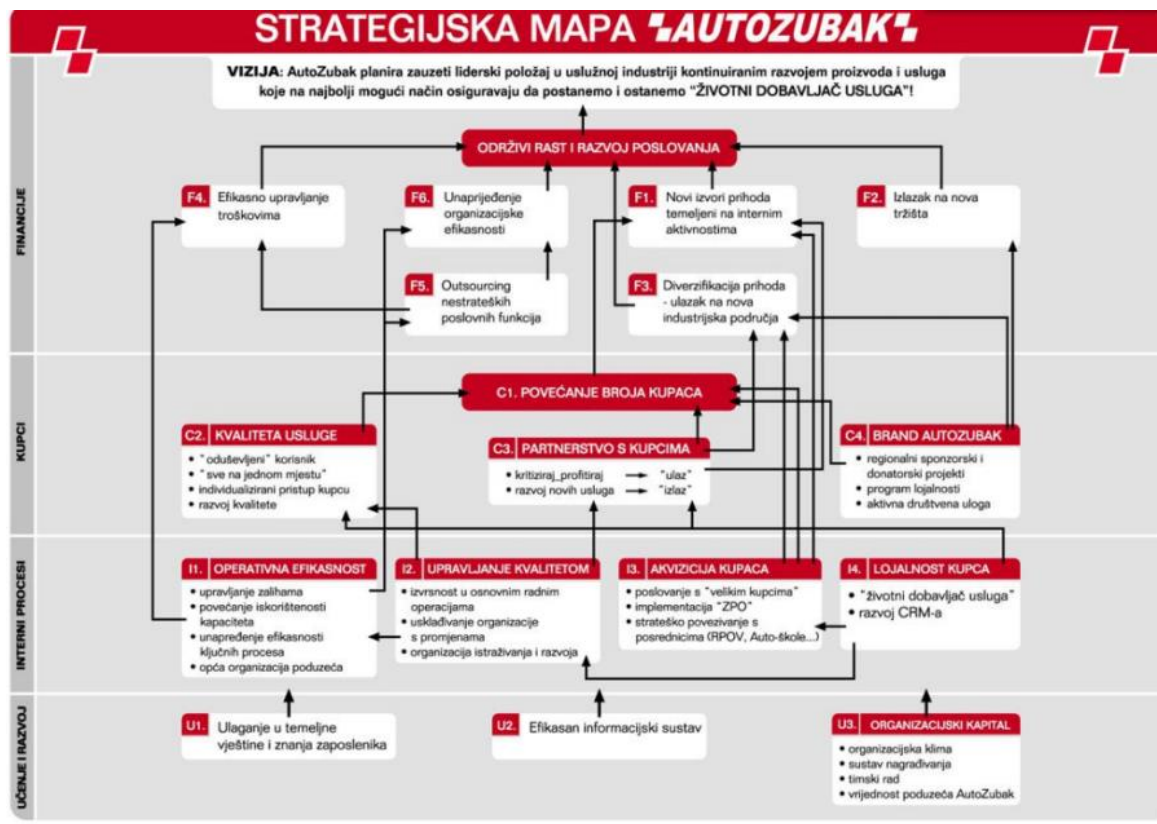 STRATEGIJSKA MAPA AUTOZUBAK
VIZIJA: AutoZubak planira zauzeti liderski položaj u uslužnoj industriji kontinuiranim razvojem proizvoda i usluga
koje na najbolji mogući način osiguravaju da postanemo i ostanemo “ŽIVOTNI DOBAVLJAČ USLUGA”!
FINANCIJE
ODRŽIVI RAST I RAZVOJ POSLOVANJA
F4. Efikasno upravljanje
troškovima
F6. Unaprijeđenje
organizacijske
efikasnosti
F1. Novi izvori prihoda
temeljeni na internim
aktivnostima
F2. Izlazak na nova
tržišta
F5. Outsourcing
nestrateških
poslovnih funkcija
F3. Diverzifikacija prihoda
- ulazak na nova
industrijska područja
KUPCI
C1. POVEĆANJE BROJA KUPACA
C2. KVALITETA USLUGE
• “oduševljeni” korisnik
• “sve na jednom mjestu”
• individualizirani pristup kupcu
• razvoj kvalitete
C3. PARTNERSTVO S KUPCIMA
• kritiziraj_profitiraj → “ulaz”
• razvoj novih usluga → “izlaz”
C4. BRAND AUTOZUBAK
• regionalni sponzorski i
donatorski projekti
• program lojalnosti
• aktivna društvena uloga
INTERNI PROCESI
I1. OPERATIVNA EFIKASNOST
• upravljanje zalihama
• povećanje iskorištenosti
kapaciteta
• unapređenje efikasnosti
ključnih procesa
• opća organizacija poduzeća
I2. UPRAVLJANJE KVALITETOM
• izvrsnost u osnovnim radnim
operacijama
• usklađivanje organizacije
s promjenama
• organizacija istraživanja i razvoja
I3. AKVIZICIJA KUPACA
• poslovanje s “velikim kupcima”
• implementacija “ZPO”
• strateško povezivanje s
posrednicima (RPOV, Auto-škole...)
I4. LOJALNOST KUPCA
• “životni dobavljač usluga”
• razvoj CRM-a
UČENJE I RAZVOJ
U1. Ulaganje u temeljne
vještine i znanja zaposlenika
U2. Efikasan informacijski sustav
U3. ORGANIZACIJSKI KAPITAL
• organizacijska klima
• sustav nagrađivanja
• timski rad
• vrijednost poduzeća AutoZubak